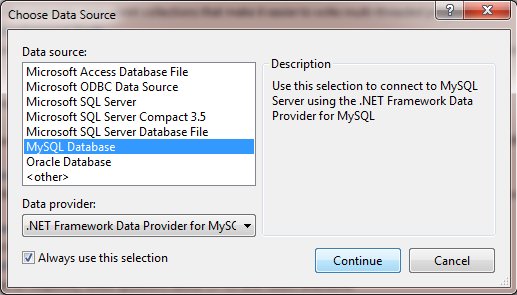 Choose Data Source
Data source:
Microsoft Access Database File
Microsoft ODBC Data Source
Microsoft SQL Server
Microsoft SQL Server Compact 3.5
Microsoft SQL Server Database File
MySQL Database
Oracle Database
<other>
Data provider:
.NET Framework Data Provider for MySQ
Always use this selection
Description
Use this selection to connect to MySQL
Server using the .NET Framework Data
Provider for MySQL
Continue
Cancel